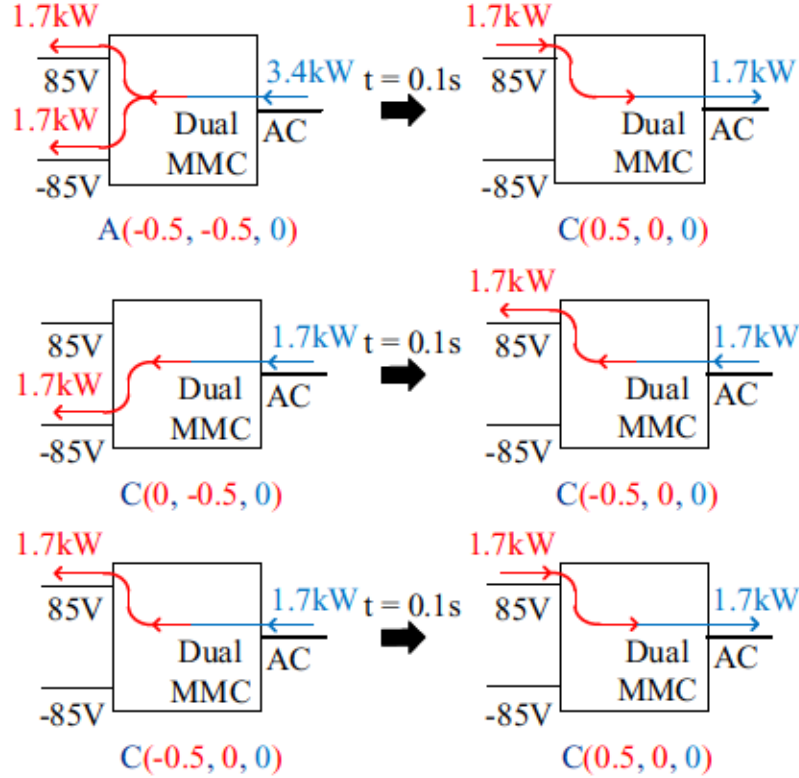 1.7kW
85V
3.4kW
1.7kW
Dual
MMC
AC
-85V
A(-0.5, -0.5, 0)
t = 0.1s
1.7kW
85V
1.7kW
Dual
MMC
AC
-85V
C(0.5, 0, 0)
85V
1.7kW
1.7kW
Dual
MMC
AC
-85V
C(0, -0.5, 0)
t = 0.1s
1.7kW
85V
1.7kW
Dual
MMC
AC
-85V
C(-0.5, 0, 0)
1.7kW
85V
1.7kW
Dual
MMC
AC
-85V
C(-0.5, 0, 0)
t = 0.1s
1.7kW
85V
1.7kW
Dual
MMC
AC
-85V
C(0.5, 0, 0)